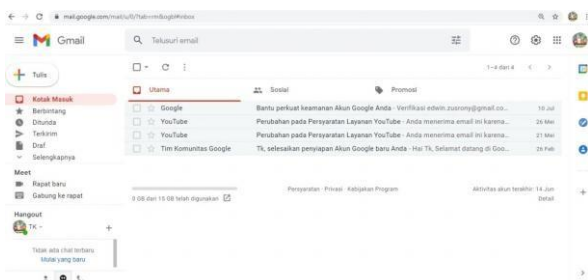 mail.google.com/mail/u/0/?tab=rm&ogbl#inbox
Gmail
Telusuri email
Tulis
1–4 dari 4
Utama
Sosial
Promosi
Kotak Masuk
Berbintang
Ditunda
Terkirim
Draf
Selengkapnya
Google Bantu perkuat keamanan Akun Google Anda - Verifikasi edwin.zusrony@gmail.co... 10 Jul
YouTube Perubahan pada Persyaratan Layanan YouTube - Anda menerima email ini karena... 26 Mei
YouTube Perubahan pada Persyaratan Layanan YouTube - Anda menerima email ini karena... 21 Mei
Tim Komunitas Google Tk, selesaikan penyiapan Akun Google baru Anda - Hai Tk, Selamat datang di Goo... 26 Feb
Meet
Rapat baru
Gabung ke rapat
0 GB dari 15 GB telah digunakan
Persyaratan · Privasi · Kebijakan Program
Aktivitas akun terakhir: 14 Jun
Detail
Hangout
TK
Tidak ada chat terbaru
Mulai yang baru